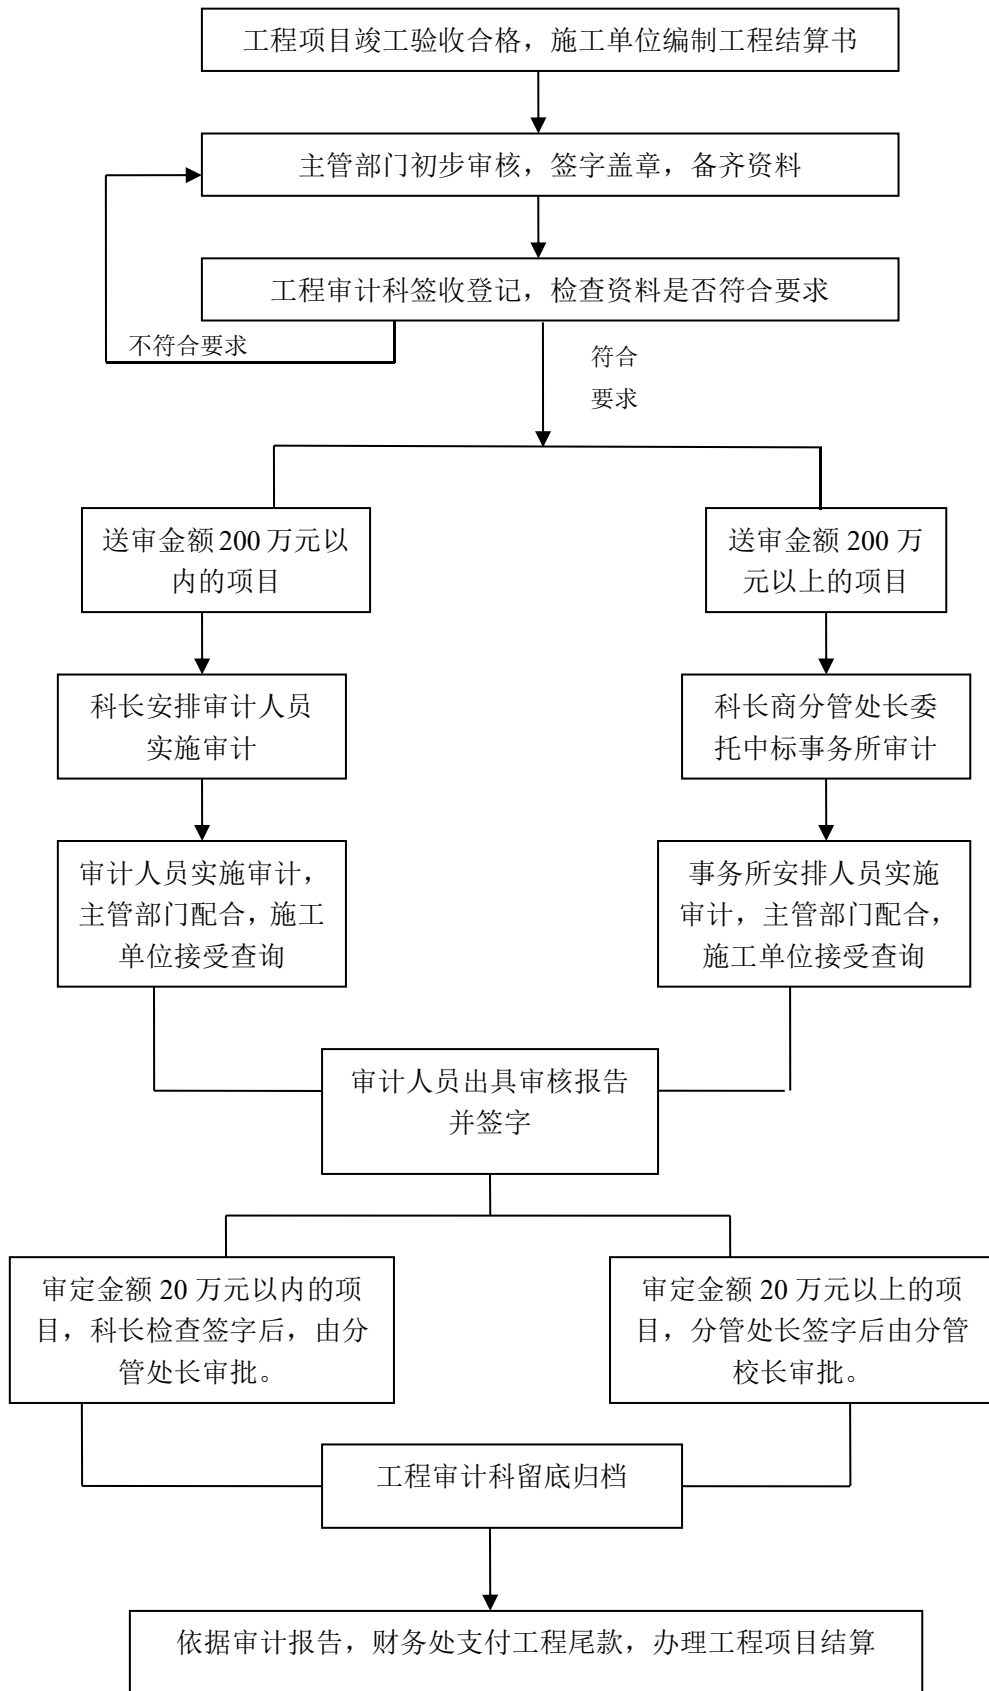 工程项目竣工验收合格，施工单位编制工程结算书
主管部门初步审核，签字盖章，备齐资料
工程审计科签收登记，检查资料是否符合要求
不符合要求
符合
要求
送审金额 200 万元以
内的项目
送审金额 200 万
元以上的项目
科长安排审计人员
实施审计
科长商分管处长委
托中标事务所审计
审计人员实施审计，
主管部门配合，施工
单位接受查询
事务所安排人员实施
审计，主管部门配合，
施工单位接受查询
审计人员出具审核报告
并签字
审定金额 20 万元以内的项
目，科长检查签字后，由分
管处长审批。
审定金额 20 万元以上的项
目，分管处长签字后由分管
校长审批。
工程审计科留底归档
依据审计报告，财务处支付工程尾款，办理工程项目结算